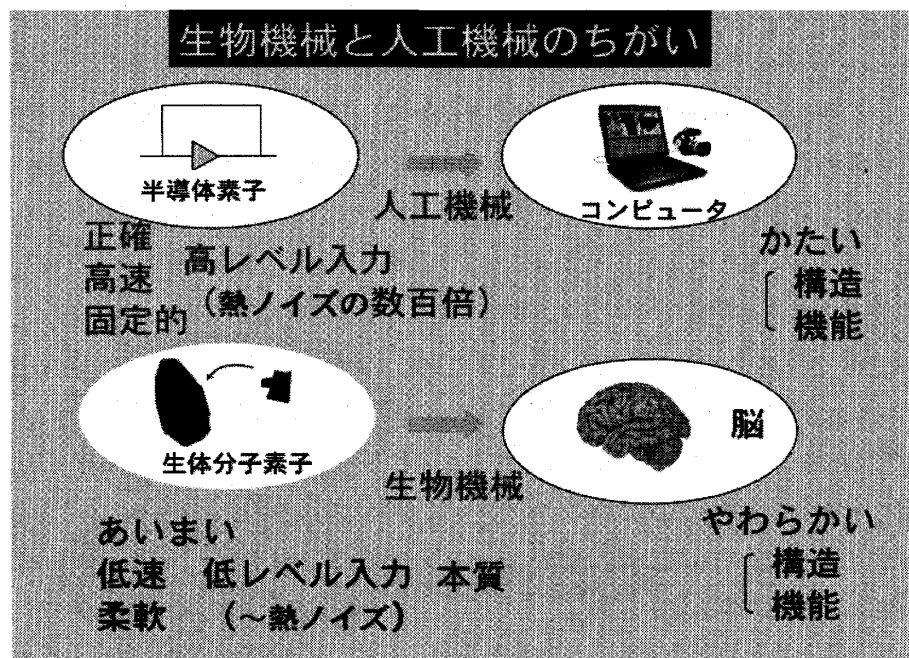 生物機械と人工機械のちがい
半導体素子
人工機械
コンピュータ
正確
高速 高レベル入力
固定的 (熱ノイズの数百倍)
かたい
構造
機能
生体分子素子
生物機械
脳
あいまい
低速 低レベル入力 本質
柔軟 (~熱ノイズ)
やわらかい
構造
機能